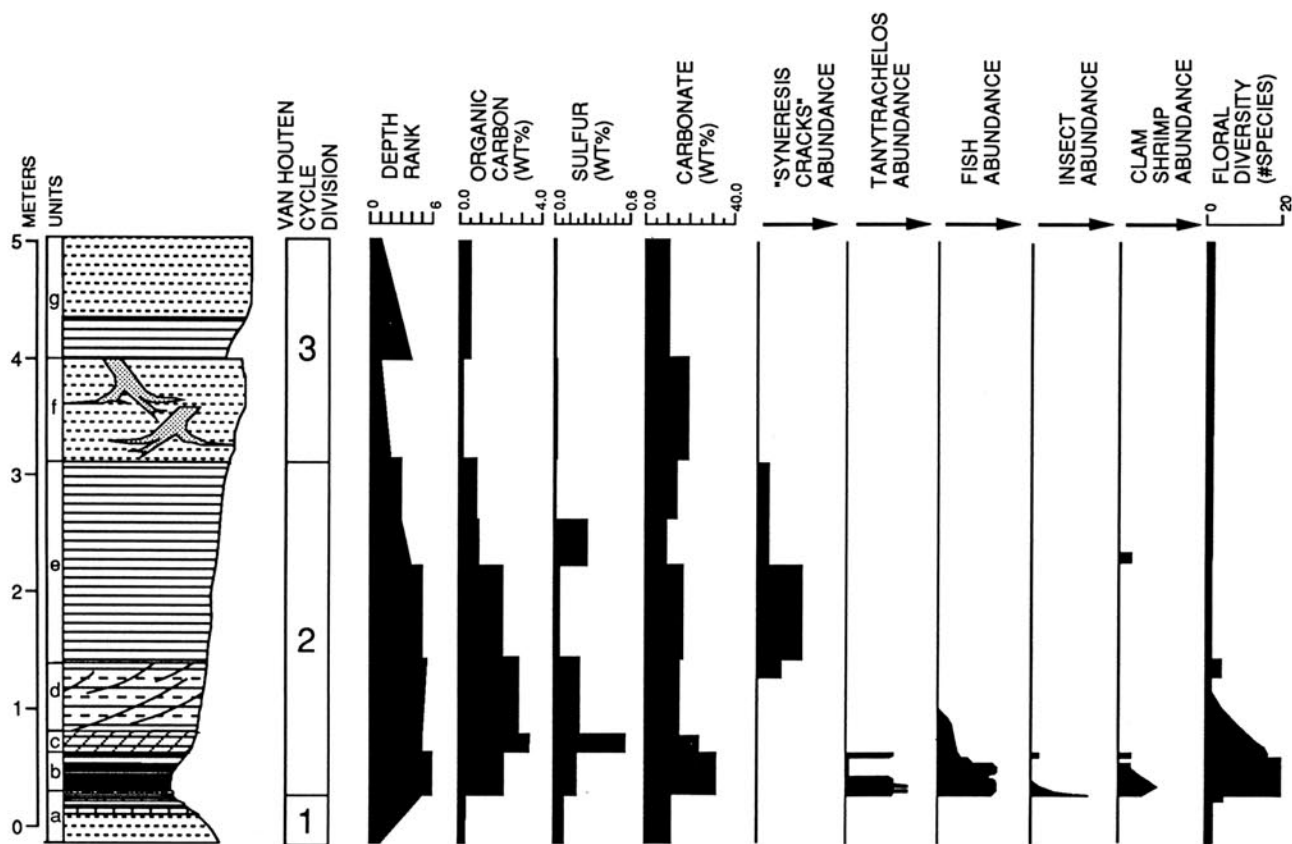 METERS
UNITS
VAN HOUTEN
CYCLE
DIVISION
DEPTH
RANK
ORGANIC
CARBON
(WT%)
SULFUR
(WT%)
CARBONATE
(WT%)
"SYNERESIS
CRACKS"
ABUNDANCE
TANYTRACHELOS
ABUNDANCE
FISH
ABUNDANCE
INSECT
ABUNDANCE
CLAM
SHRIMP
ABUNDANCE
FLORAL
DIVERSITY
(#SPECIES)
0
6
0.0
4.0
0.0
0.6
0.0
40.0
0
20
5
4
3
2
1
0
g
f
e
d
c
b
a
3
2
1